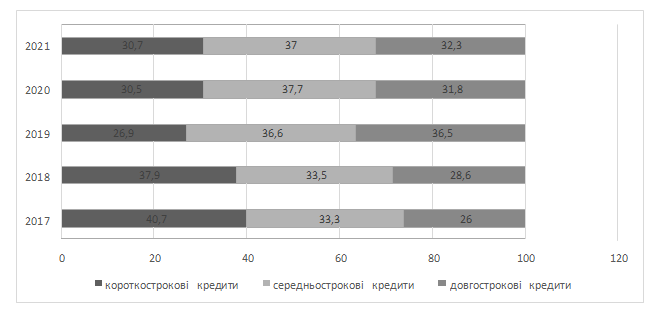 2021 30,7 37 32,3
2020 30,5 37,7 31,8
2019 26,9 36,6 36,5
2018 37,9 33,5 28,6
2017 40,7 33,3 26
0 20 40 60 80 100 120
короткострокові кредити середньострокові кредити довгострокові кредити